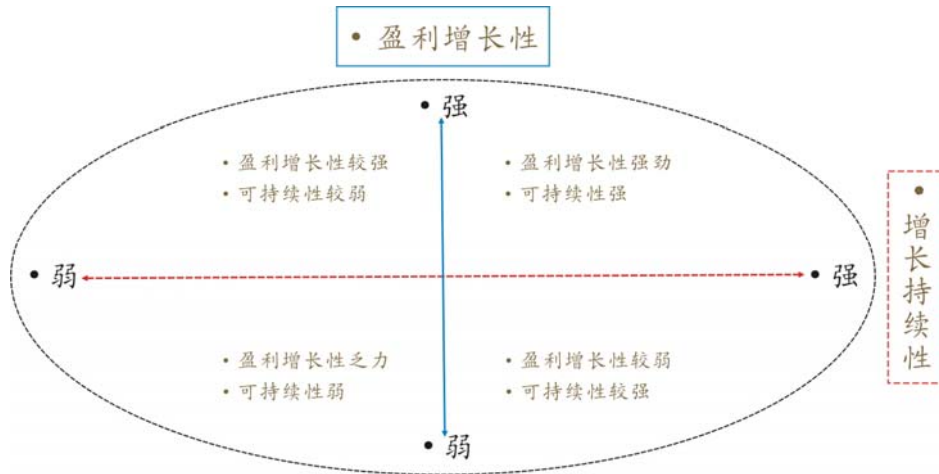 • 盈利增长性
• 强
• 盈利增长性较强
• 可持续性较弱
• 盈利增长性强劲
• 可持续性强
• 弱
• 强
• 增长持续性
• 盈利增长性乏力
• 可持续性弱
• 盈利增长性较弱
• 可持续性较强
• 弱